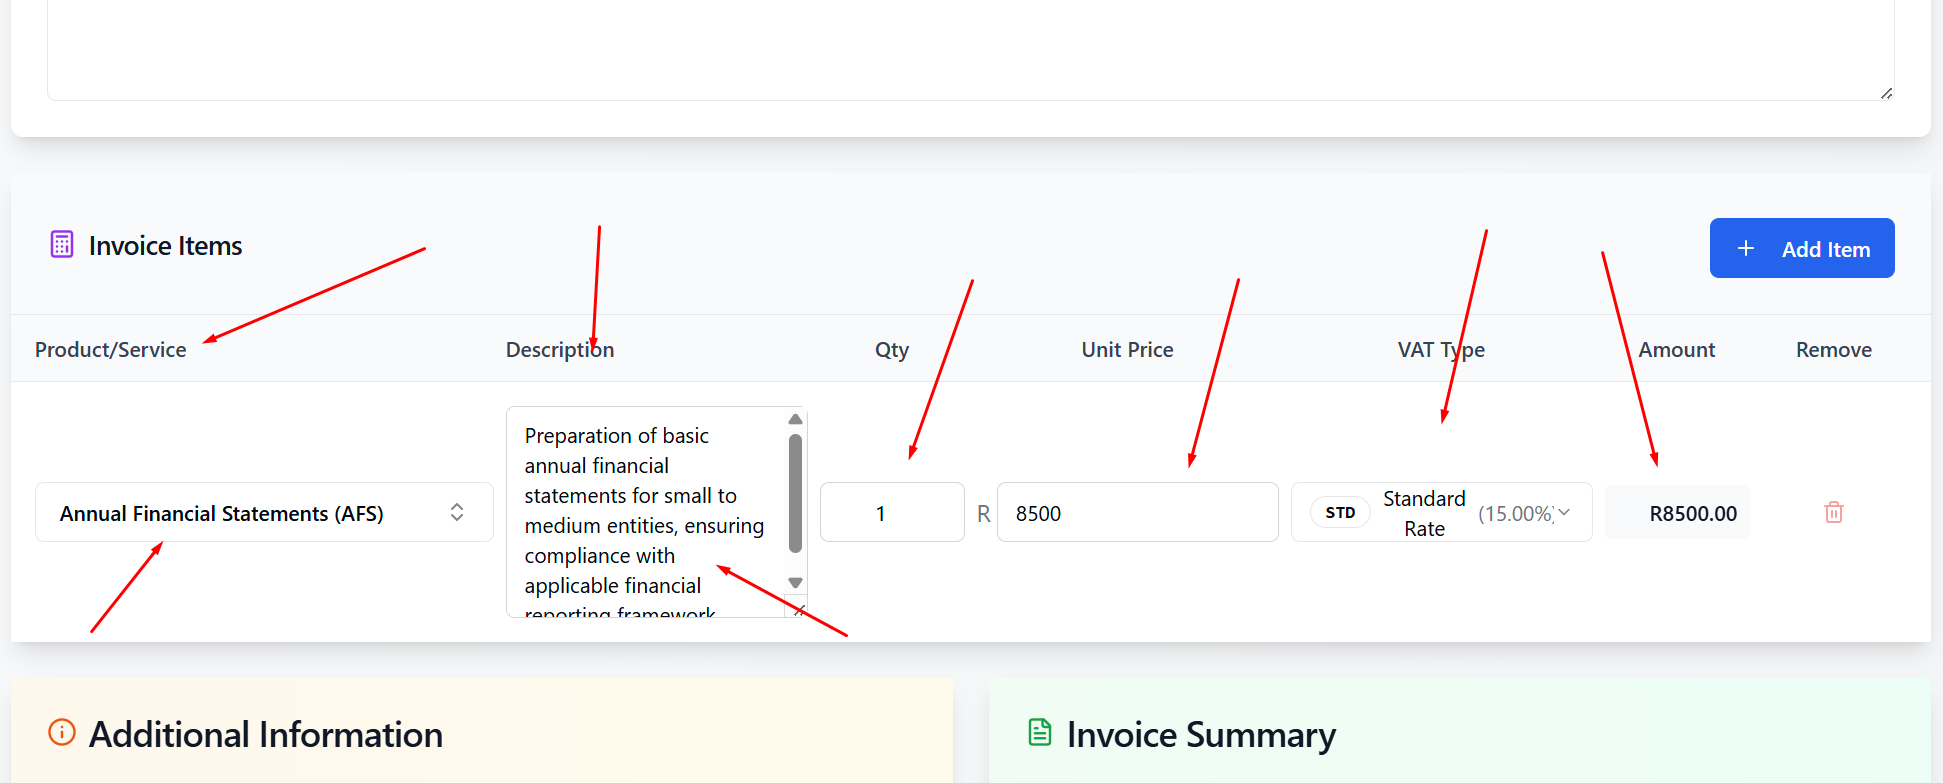 Invoice Items
+ Add Item
Product/Service Description Qty Unit Price VAT Type Amount Remove
Annual Financial Statements (AFS)
Preparation of basic
annual financial
statements for small to
medium entities, ensuring
compliance with
applicable financial
reporting framework
1
R 8500
STD Standard Rate (15.00%)
R8500.00
Additional Information
Invoice Summary